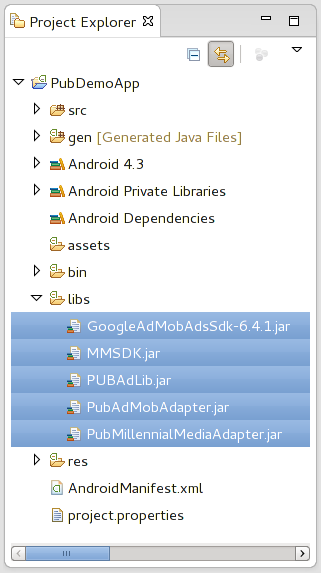 Project Explorer
PubDemoApp
src
gen [Generated Java Files]
Android 4.3
Android Private Libraries
Android Dependencies
assets
bin
libs
GoogleAdMobAdsSdk-6.4.1.jar
MMSDK.jar
PUBAdLib.jar
PubAdMobAdapter.jar
PubMillennialMediaAdapter.jar
res
AndroidManifest.xml
project.properties